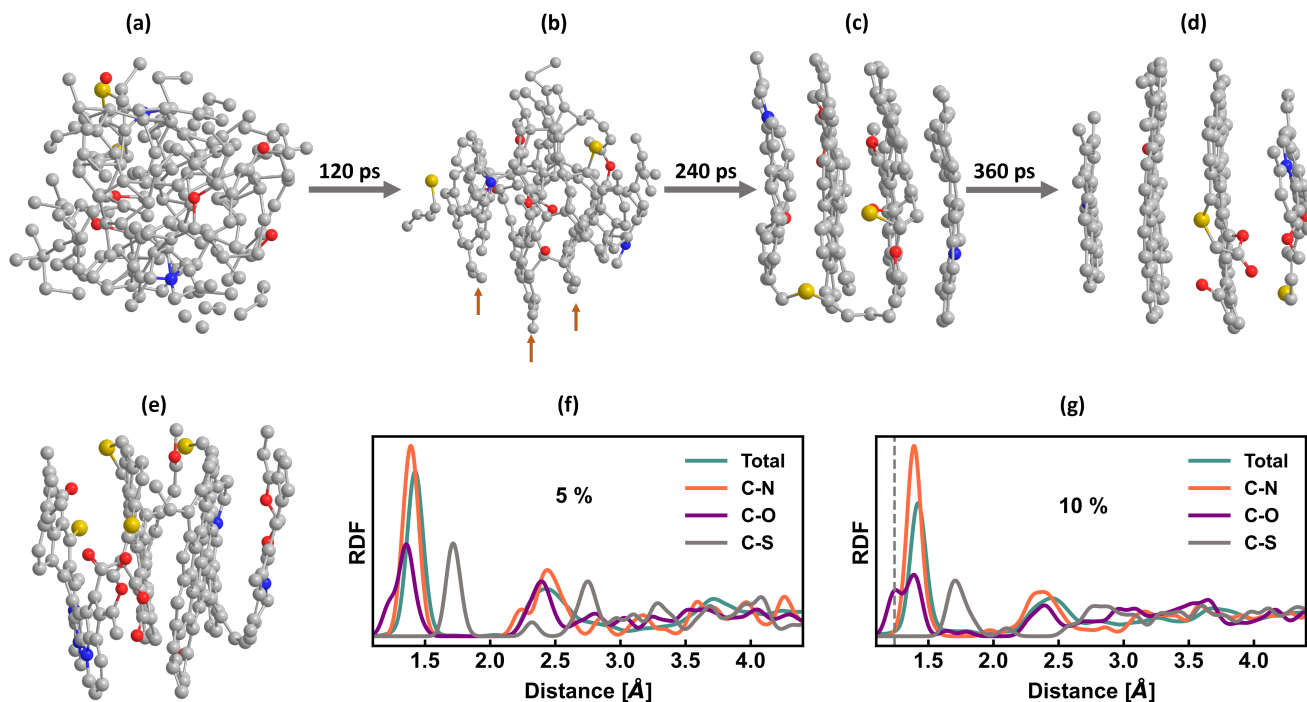 (a)
(b)
(c)
(d)
120 ps
240 ps
360 ps
(e)
(f)
(g)
RDF
5 %
Total
C-N
C-O
C-S
1.5 2.0 2.5 3.0 3.5 4.0
Distance [Å]
RDF
10 %
Total
C-N
C-O
C-S
1.5 2.0 2.5 3.0 3.5 4.0
Distance [Å]